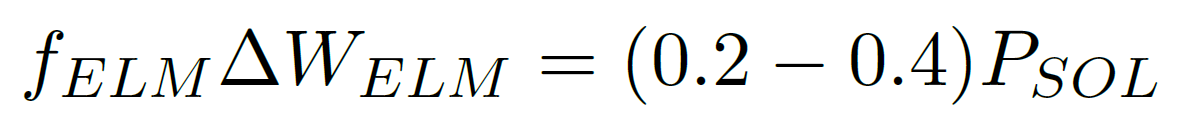 f_{ELM} ΔW_{ELM} = (0.2 − 0.4)P_{SOL}